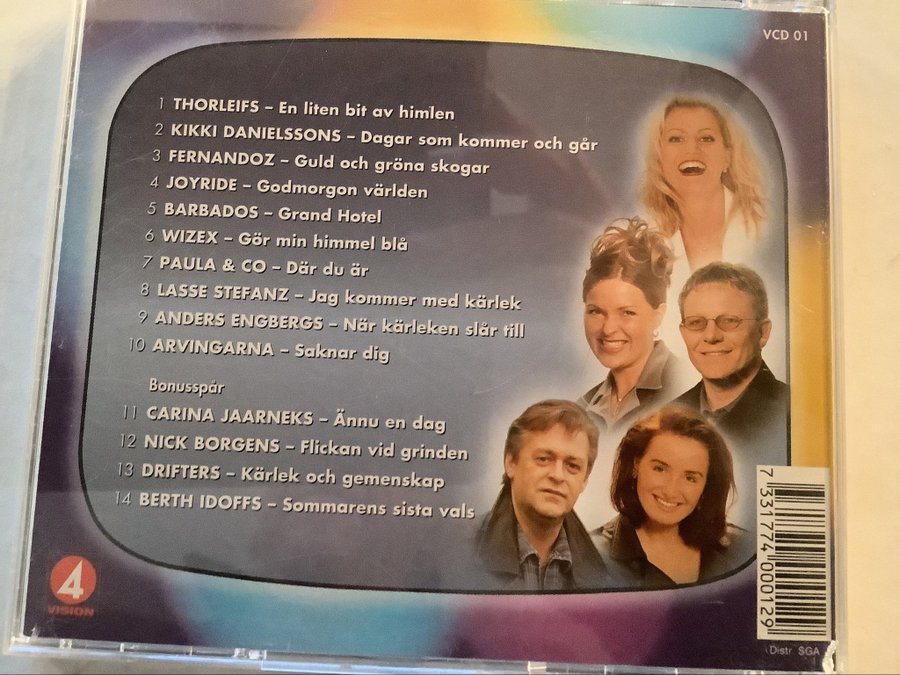 VCD 01
1 THORLEIFS – En liten bit av him'len
2 KIKKI DANIELSSONS – Dagar som kommer och går
3 FERNANDOZ – Guld och gröna skogar
4 JOYRIDE – Godmorgon världen
5 BARBADOS – Grand Hotel
6 WIZEX – Gör min himmel blå
7 PAULA & CO – Där du är
8 LASSE STEFANZ – Jag kommer med kärlek
9 ANDERS ENGBERGS – När kärleken slår till
10 ARVINGARNA – Saknar dig
Bonusspår
11 CARINA JAARNEKS – Ännu en dag
12 NICK BORGENS – Flickan vid grinden
13 DRIFTERS – Kärlek och gemenskap
14 BERTH IDOFFS – Sommarens sista vals
4
VISION
7 331774 000129
Distr SGA